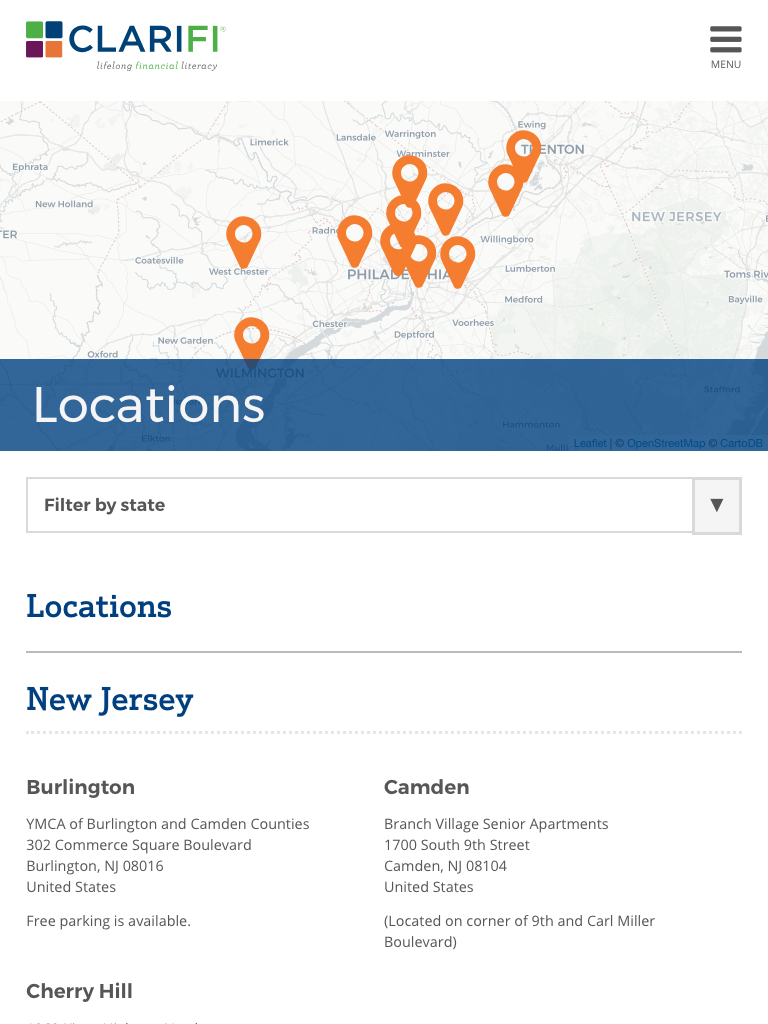 CLARIFI®
lifelong financial literacy
MENU
Ewing
Lansdale
Warrington
Limerick
TRENTON
Warminster
Ephrata
New Holland
NEW JERSEY
TER
Radno
Willingboro
Coatesville
West Chester
Lumberton
PHILADELPHIA
Toms Riv
Medford
Bayville
Chester
Voorhees
Deptford
New Garden
Oxford
WILMINGTON
Stafford
Locations
Hammonton
Elkton
Leaflet | © OpenStreetMap © CartoDB
Filter by state
▼
Locations
New Jersey
Burlington
YMCA of Burlington and Camden Counties
302 Commerce Square Boulevard
Burlington, NJ 08016
United States
Free parking is available.
Camden
Branch Village Senior Apartments
1700 South 9th Street
Camden, NJ 08104
United States
(Located on corner of 9th and Carl Miller
Boulevard)
Cherry Hill